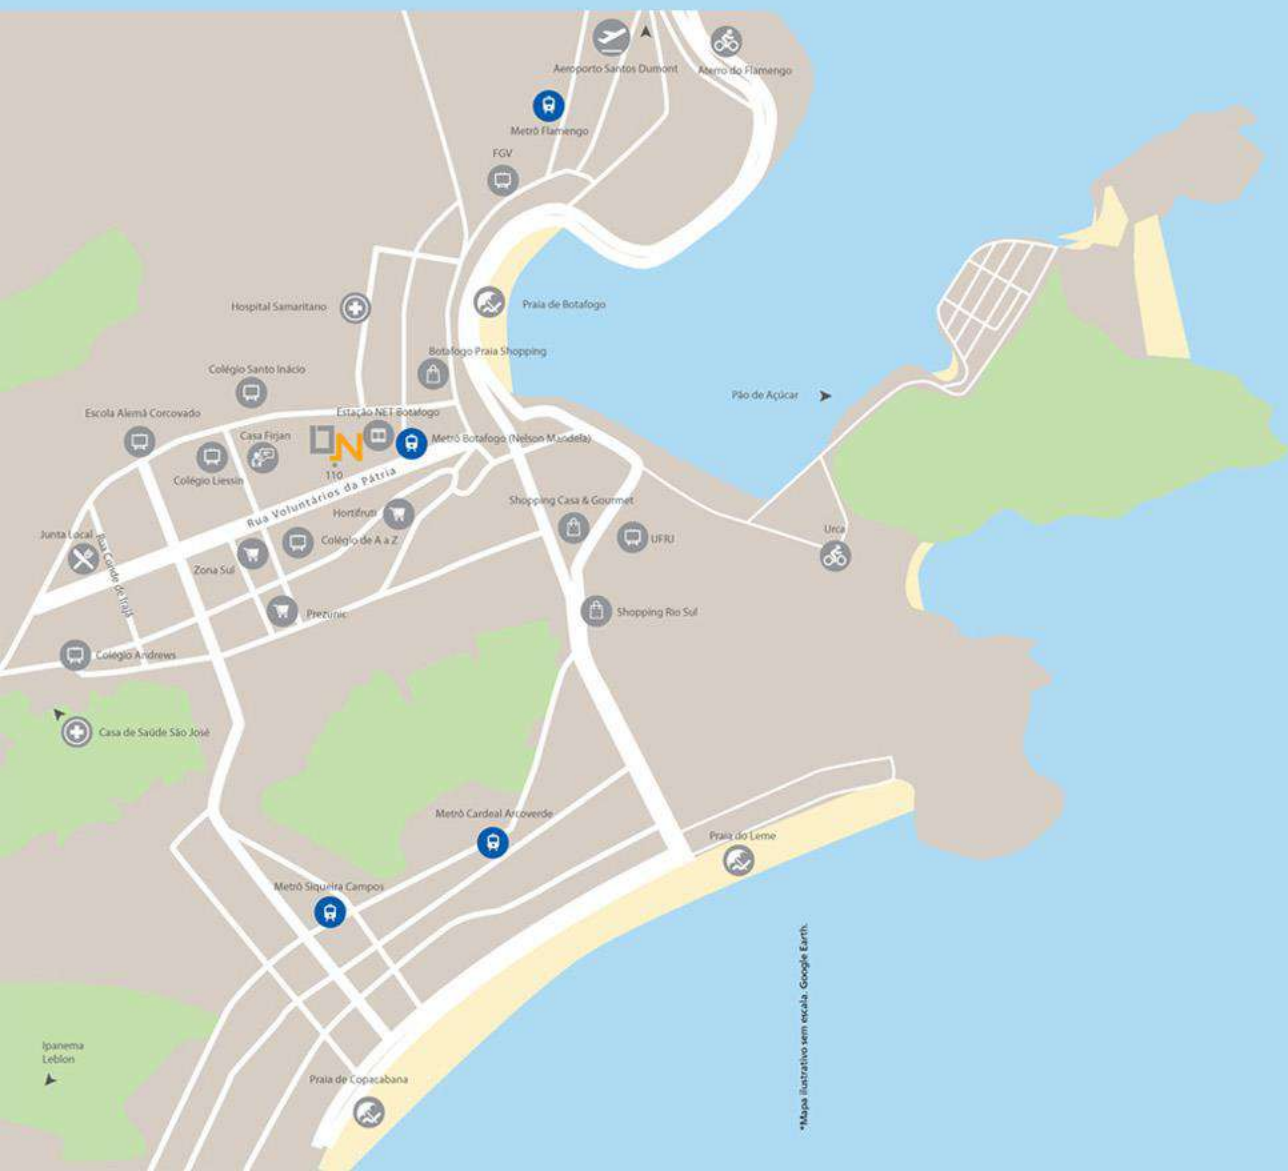 Aeroporto Santos Dumont
Aterro do Flamengo
Metrô Flamengo
FGV
Hospital Samaritano
Praia de Botafogo
Botafogo Praia Shopping
Colégio Santo Inácio
Pão de Açúcar
Escola Alemã Corcovado
Estação NET Botafogo
Casa Firjan
Metrô Botafogo (Nelson Mandela)
Colégio Liessin
110
Rua Voluntários da Pátria
Shopping Casa & Gourmet
Hortifruti
Junta Local
Colégio de A a Z
UFRJ
Urca
Zona Sul
Rua Conde de Irajá
Prezunic
Shopping Rio Sul
Colégio Andrews
Casa de Saúde São José
Metrô Cardeal Arcoverde
Praia do Leme
Metrô Siqueira Campos
*Mapa ilustrativo sem escala. Google Earth.
Ipanema
Leblon
Praia de Copacabana